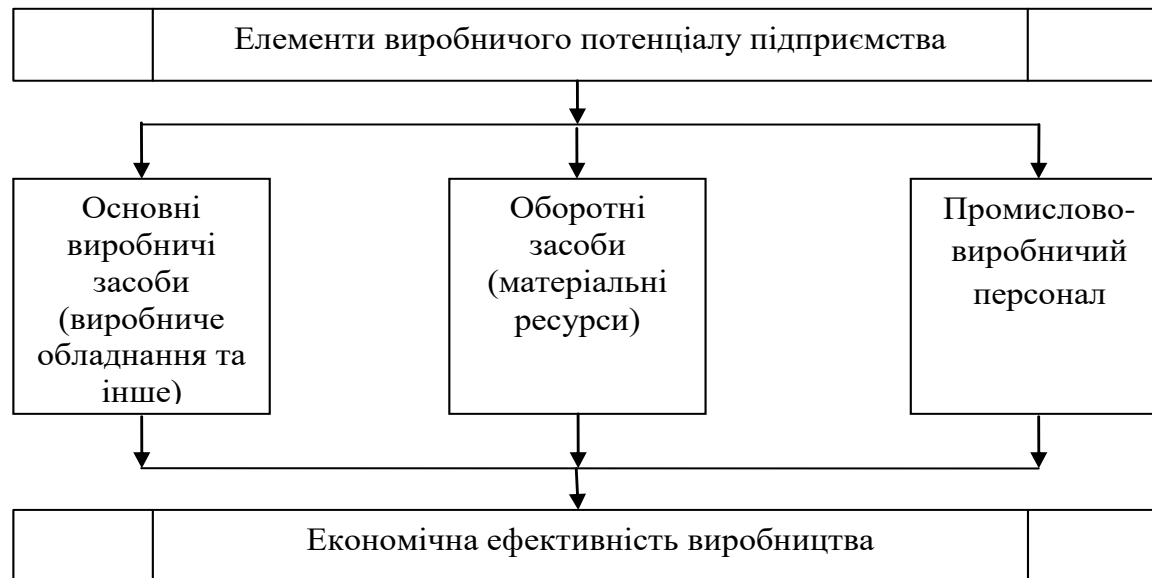 Елементи виробничого потенціалу підприємства
Основні
виробничі
засоби
(виробниче
обладнання та
інше)
Оборотні
засоби
(матеріальні
ресурси)
Промислово-
виробничий
персонал
Економічна ефективність виробництва